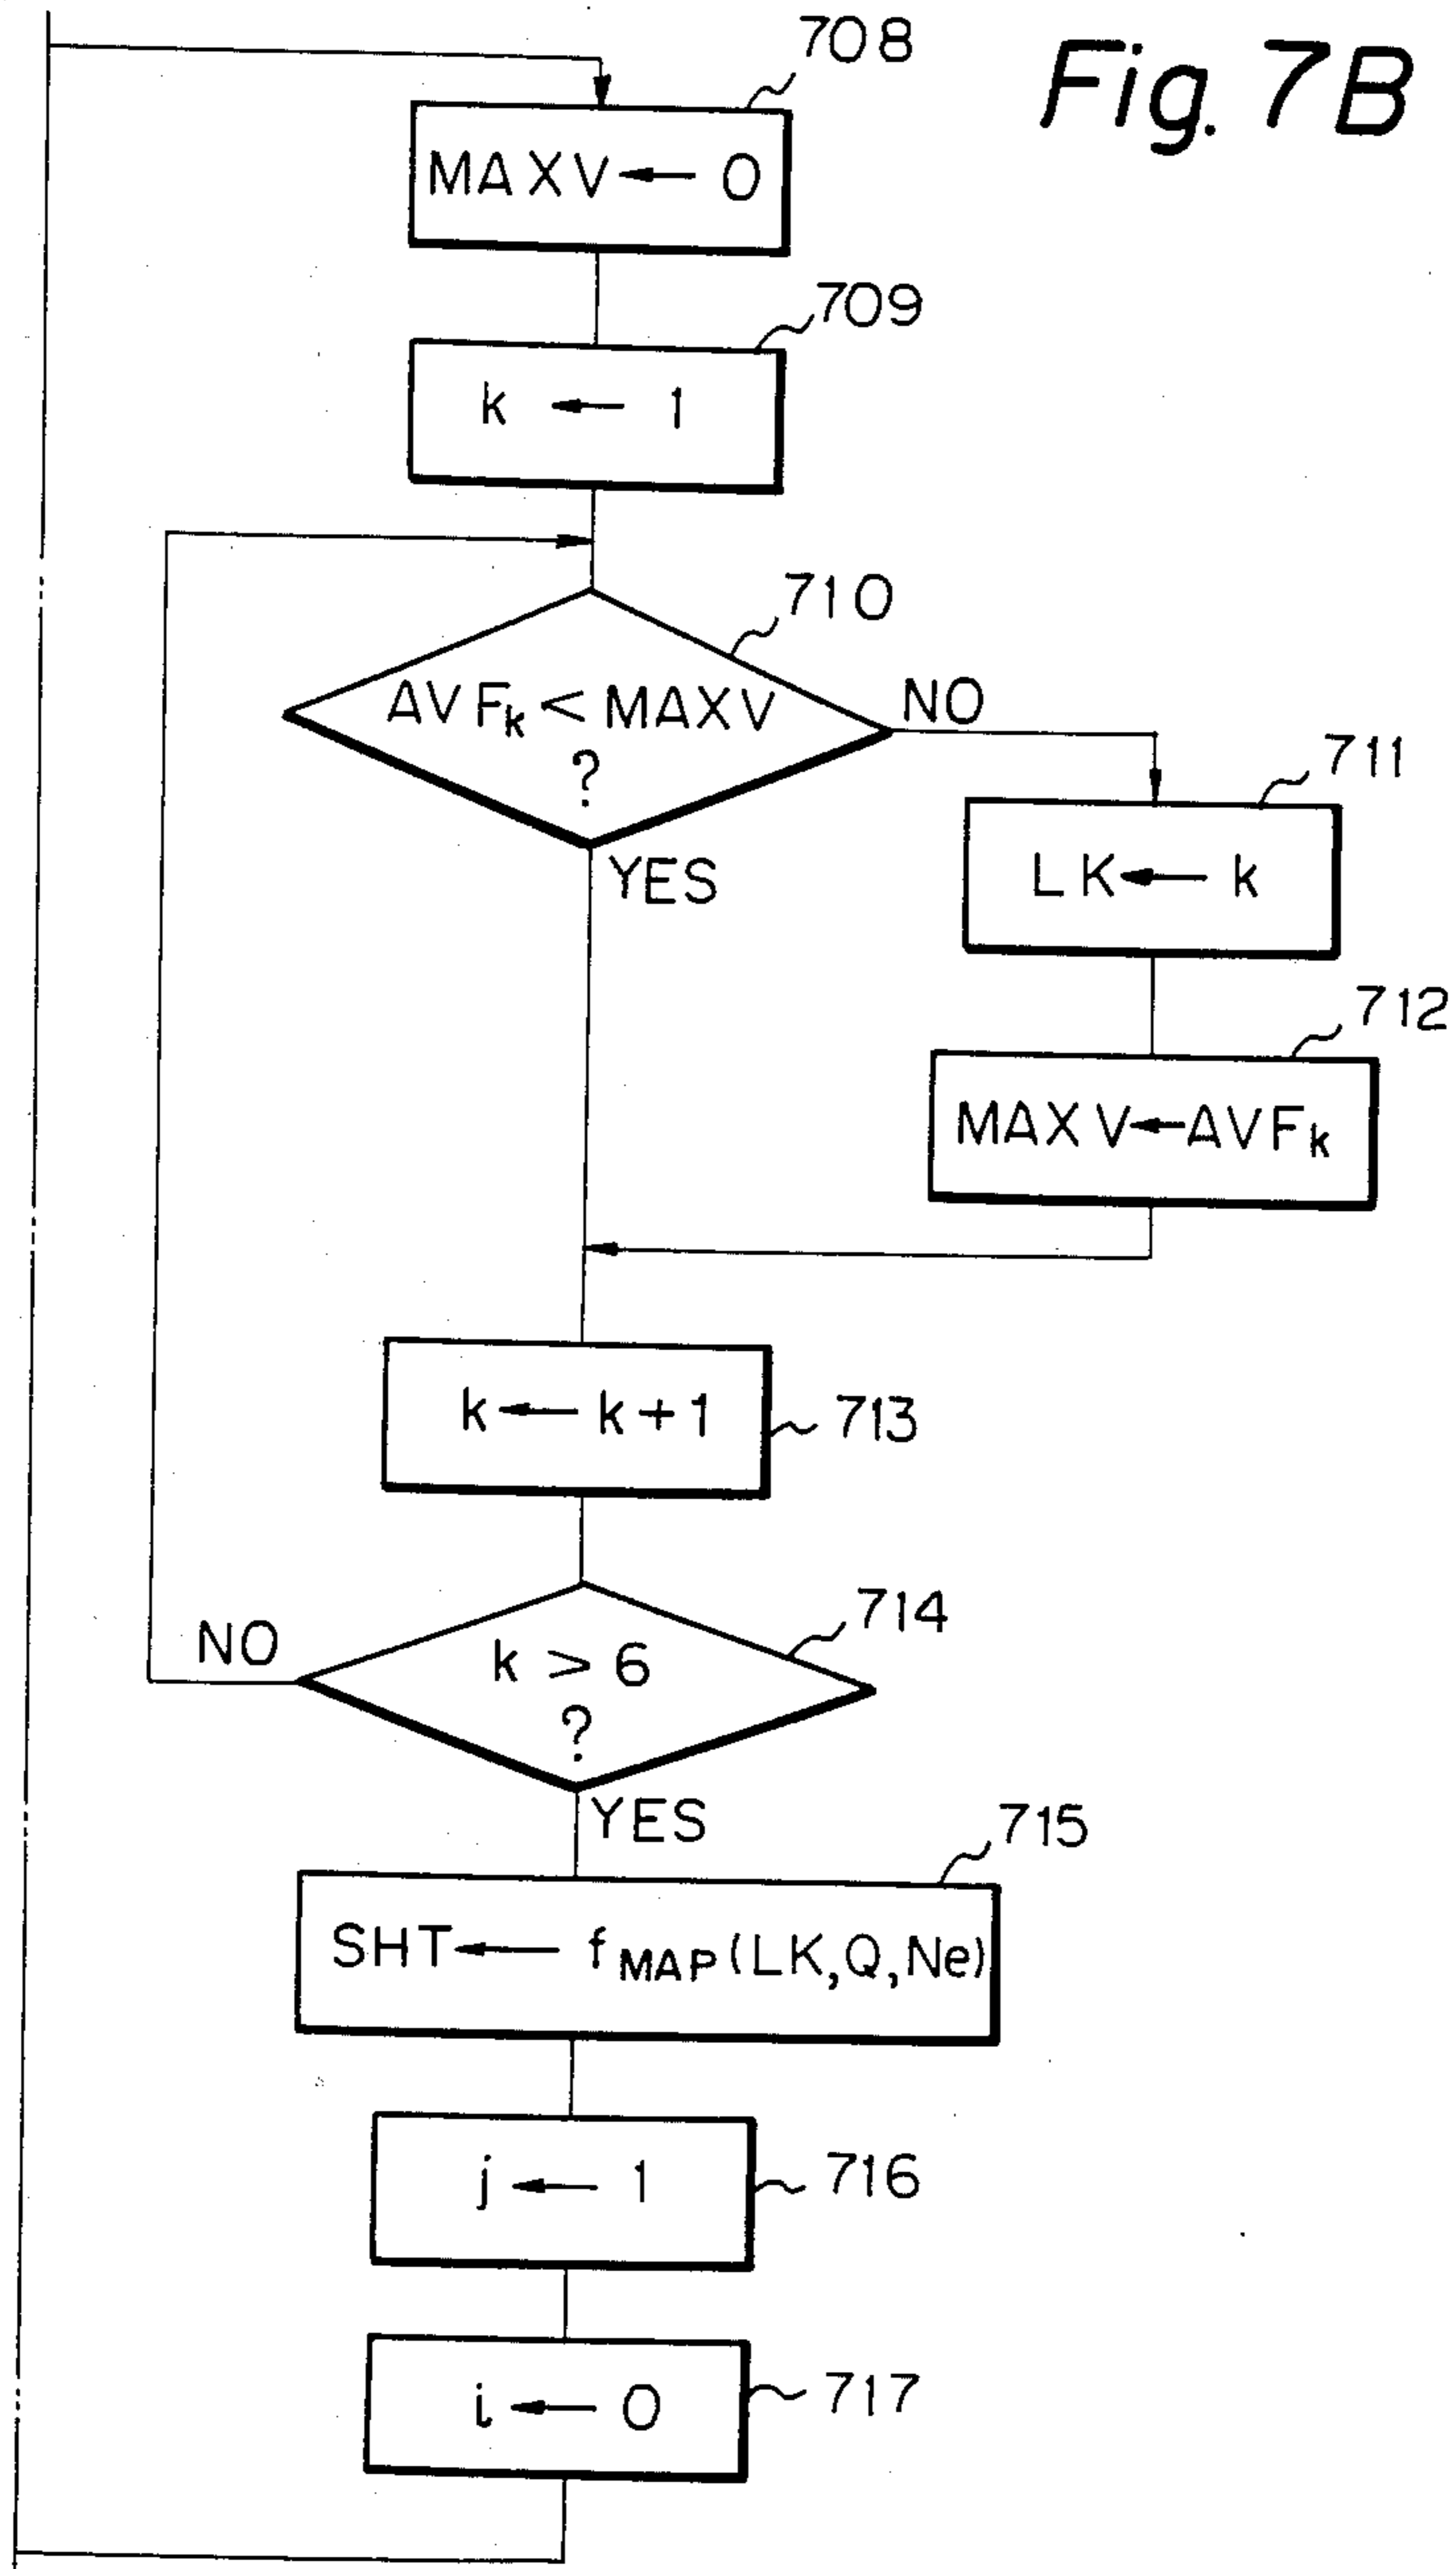 Fig. 7B
708
MAXV ← 0
709
k ← 1
710
AVFk < MAXV
?
NO
YES
711
LK ← k
712
MAXV ← AVFk
k ← k+1
713
714
NO
k > 6
?
YES
715
SHT ← fMAP(LK,Q,Ne)
j ← 1
716
i ← 0
717